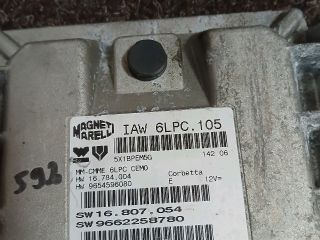 MAGNETI
MARELLI
IAW 6LPC.105
5X1BPEM5G
142 06
MM-CMME 6LPC CEMO
HW 16.784.004
Corbetta
HW 9654596080
E 12V=
592
SW 16.807.054
SW 9662258780